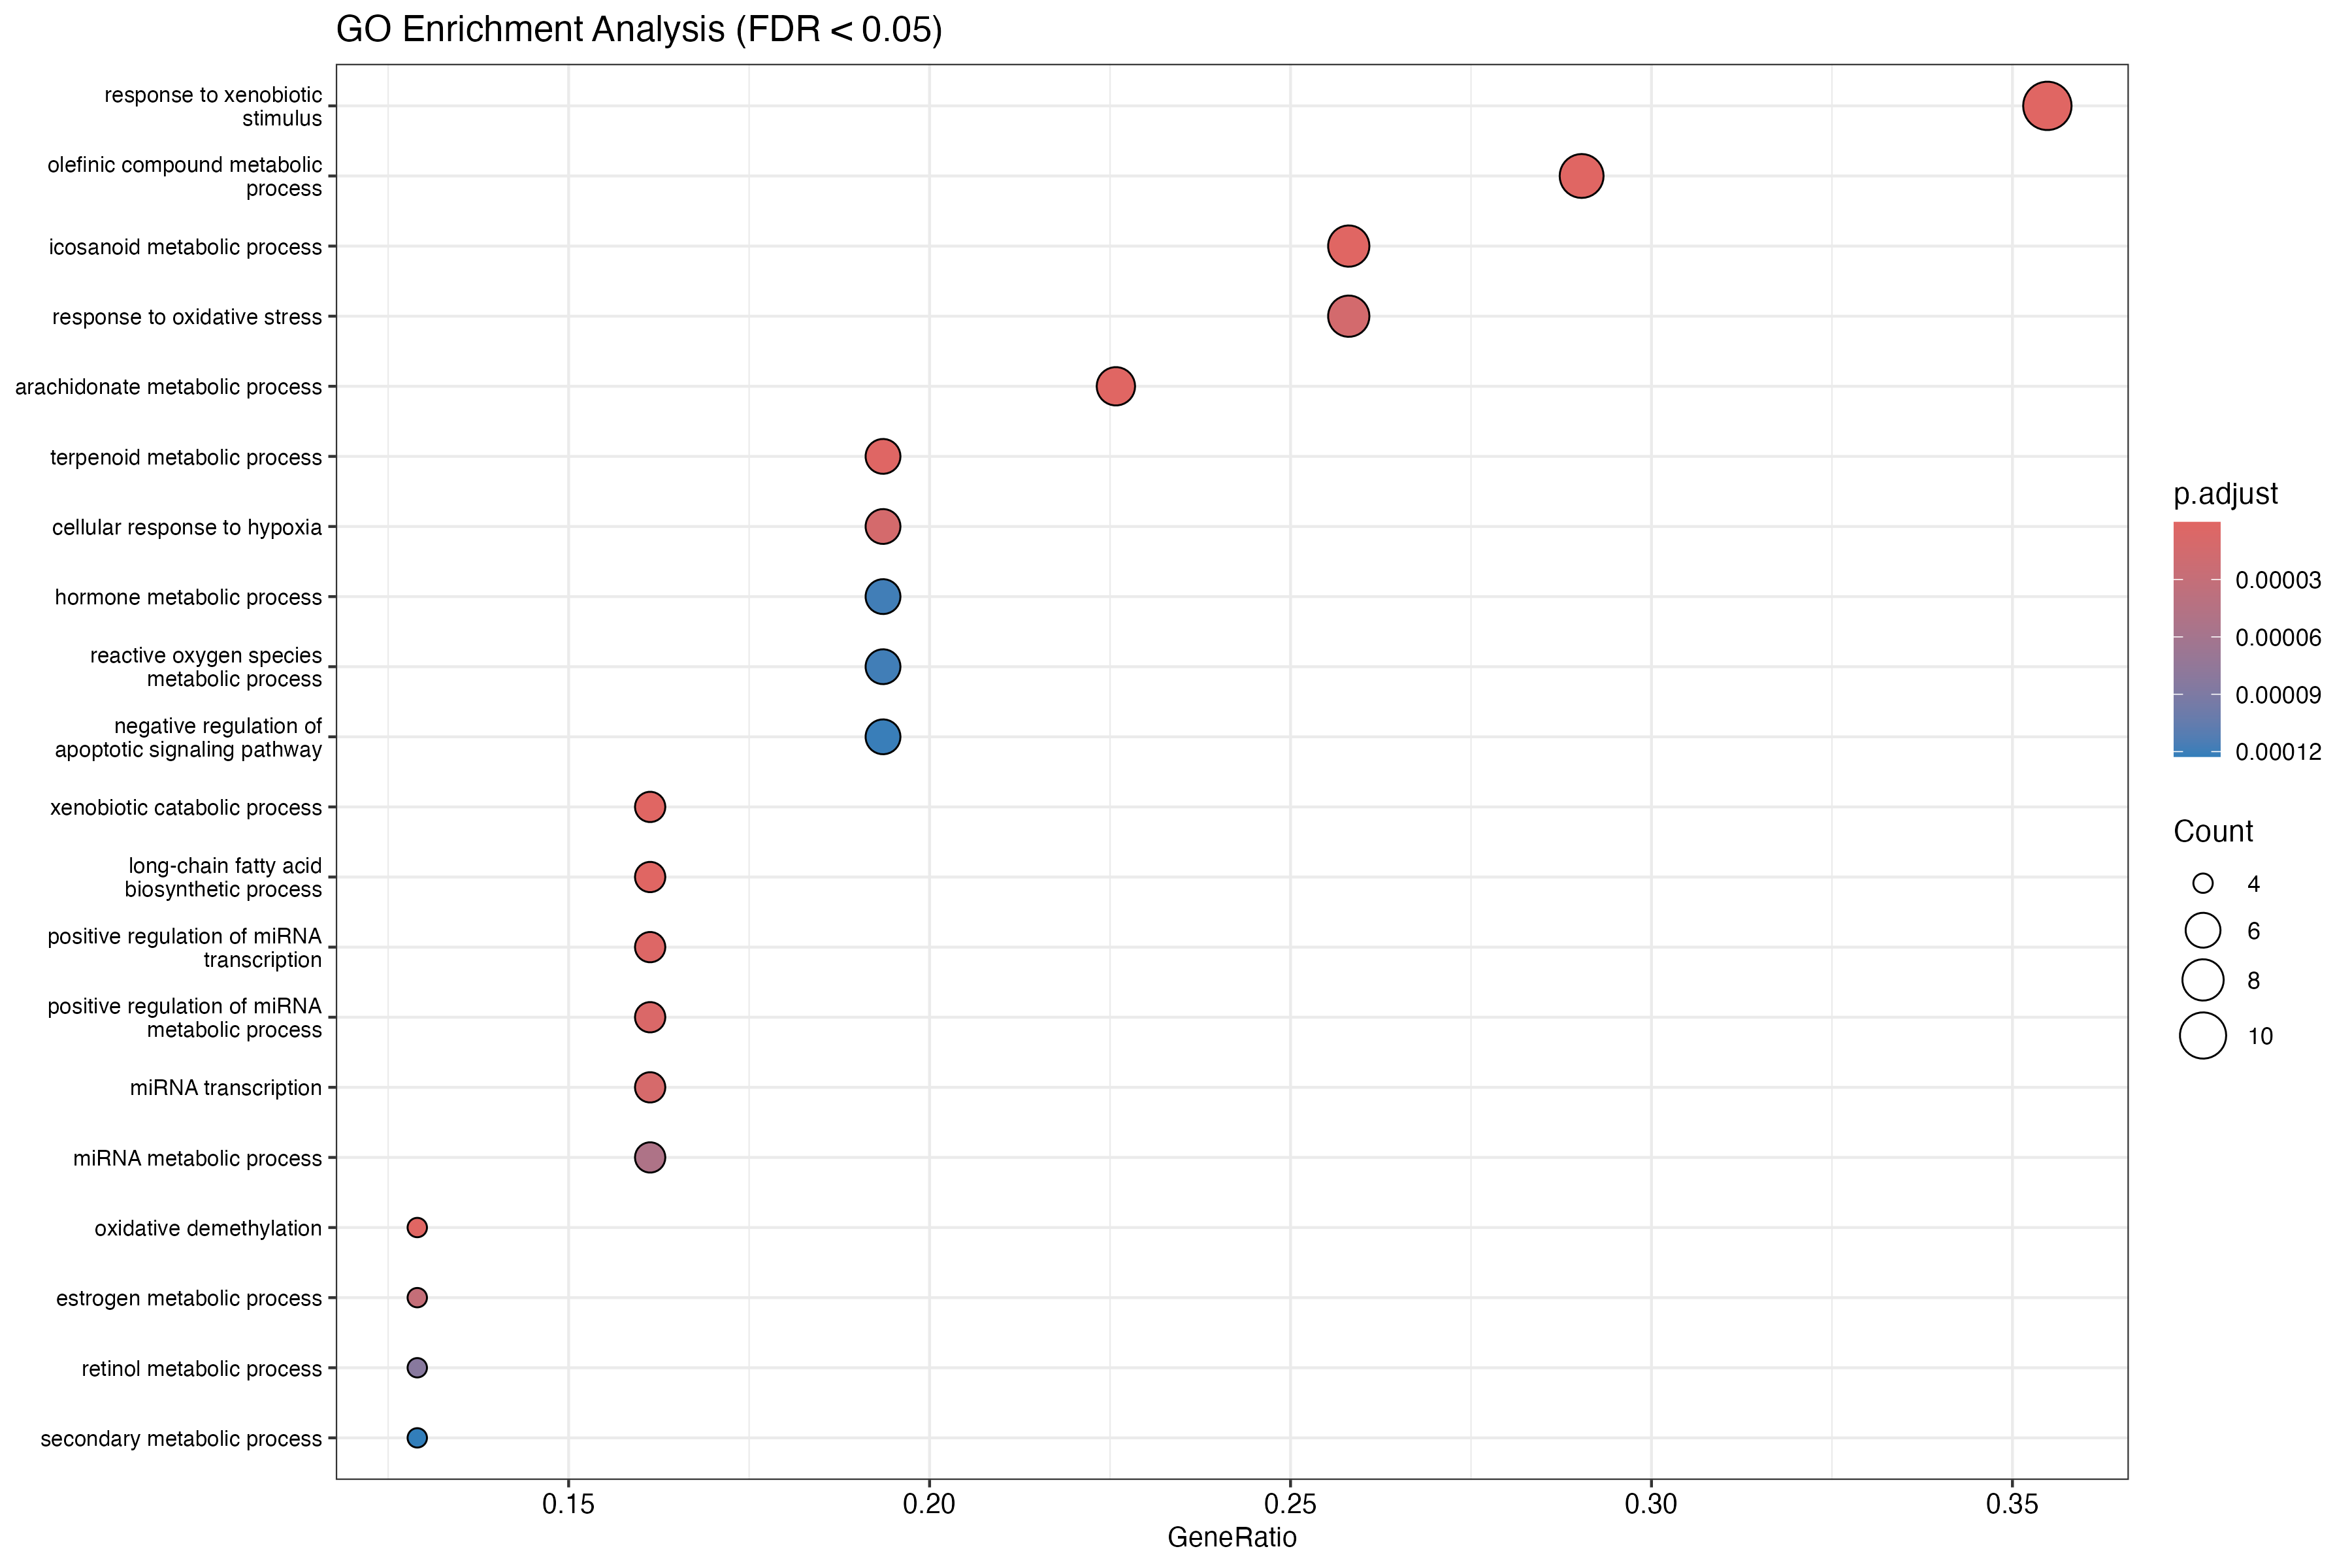 GO Enrichment Analysis (FDR < 0.05)
response to xenobiotic
stimulus
olefinic compound metabolic
process
icosanoid metabolic process
response to oxidative stress
arachidonate metabolic process
terpenoid metabolic process
cellular response to hypoxia
hormone metabolic process
reactive oxygen species
metabolic process
negative regulation of
apoptotic signaling pathway
xenobiotic catabolic process
long-chain fatty acid
biosynthetic process
positive regulation of miRNA
transcription
positive regulation of miRNA
metabolic process
miRNA transcription
miRNA metabolic process
oxidative demethylation
estrogen metabolic process
retinol metabolic process
secondary metabolic process
0.15 0.20 0.25 0.30 0.35
GeneRatio
p.adjust
0.00003
0.00006
0.00009
0.00012
Count
4
6
8
10